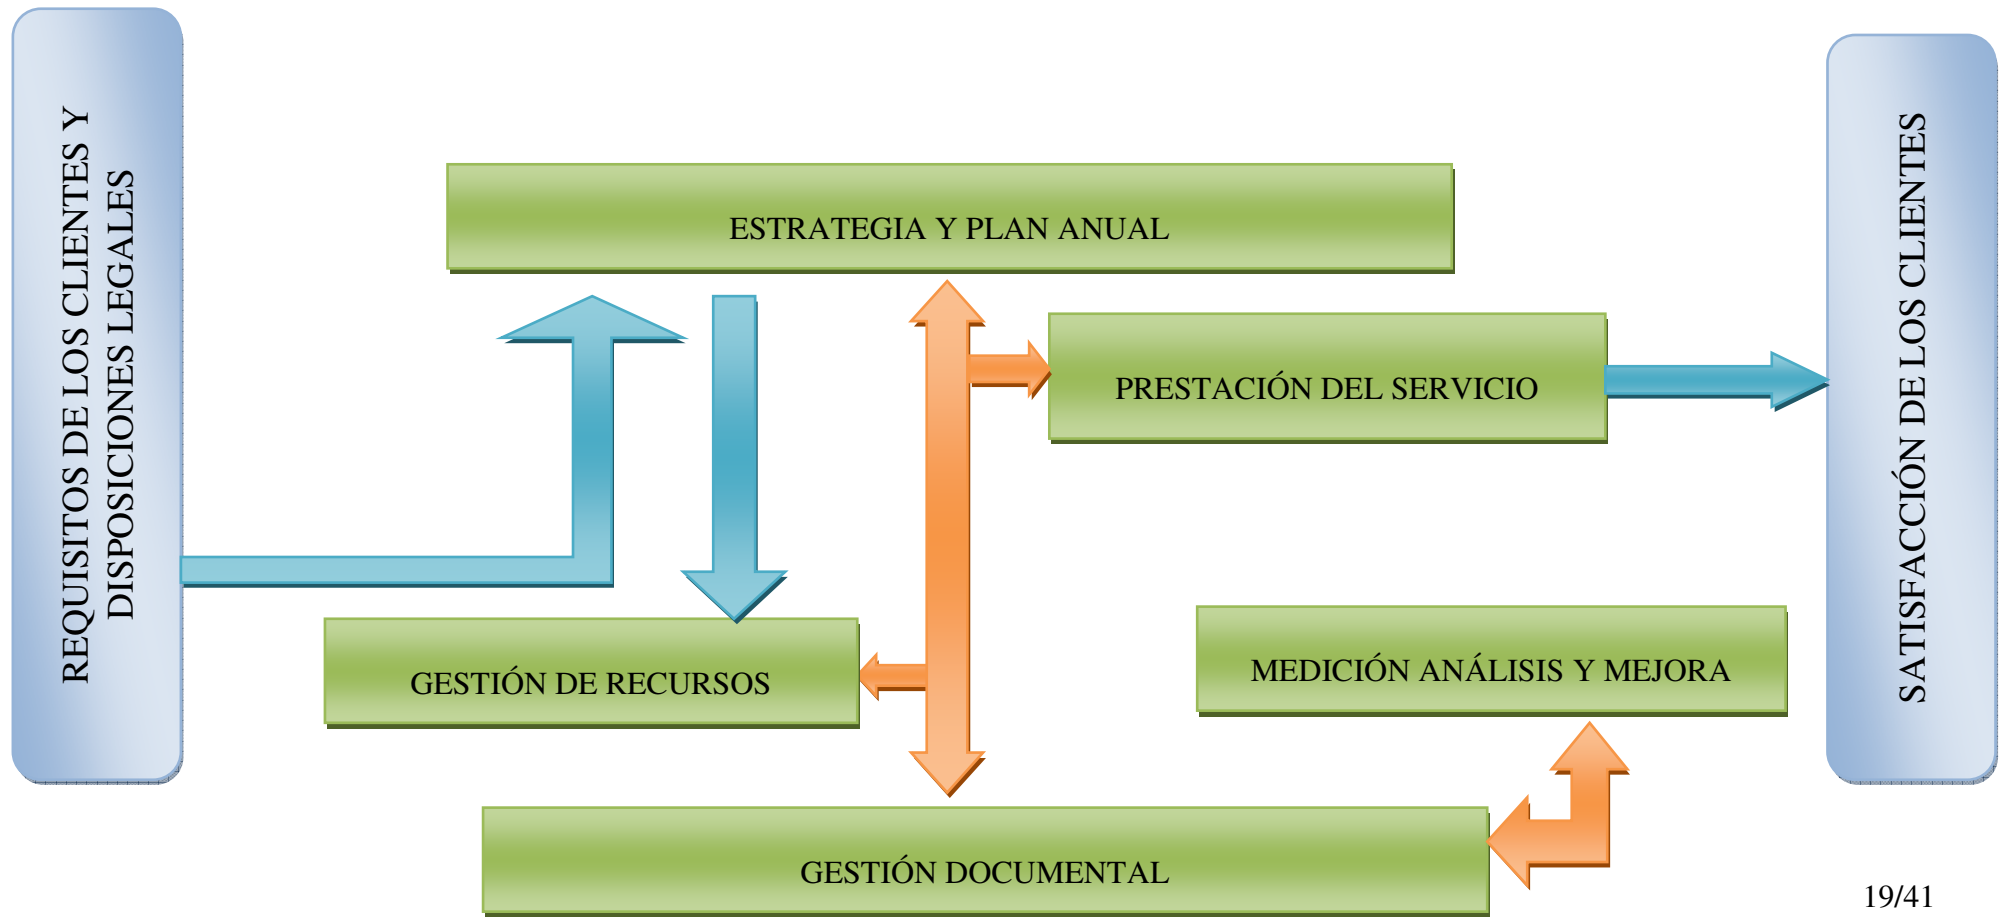 REQUISITOS DE LOS CLIENTES Y
DISPOSICIONES LEGALES
ESTRATEGIA Y PLAN ANUAL
PRESTACIÓN DEL SERVICIO
GESTIÓN DE RECURSOS
MEDICIÓN ANÁLISIS Y MEJORA
GESTIÓN DOCUMENTAL
SATISFACCIÓN DE LOS CLIENTES
19/41